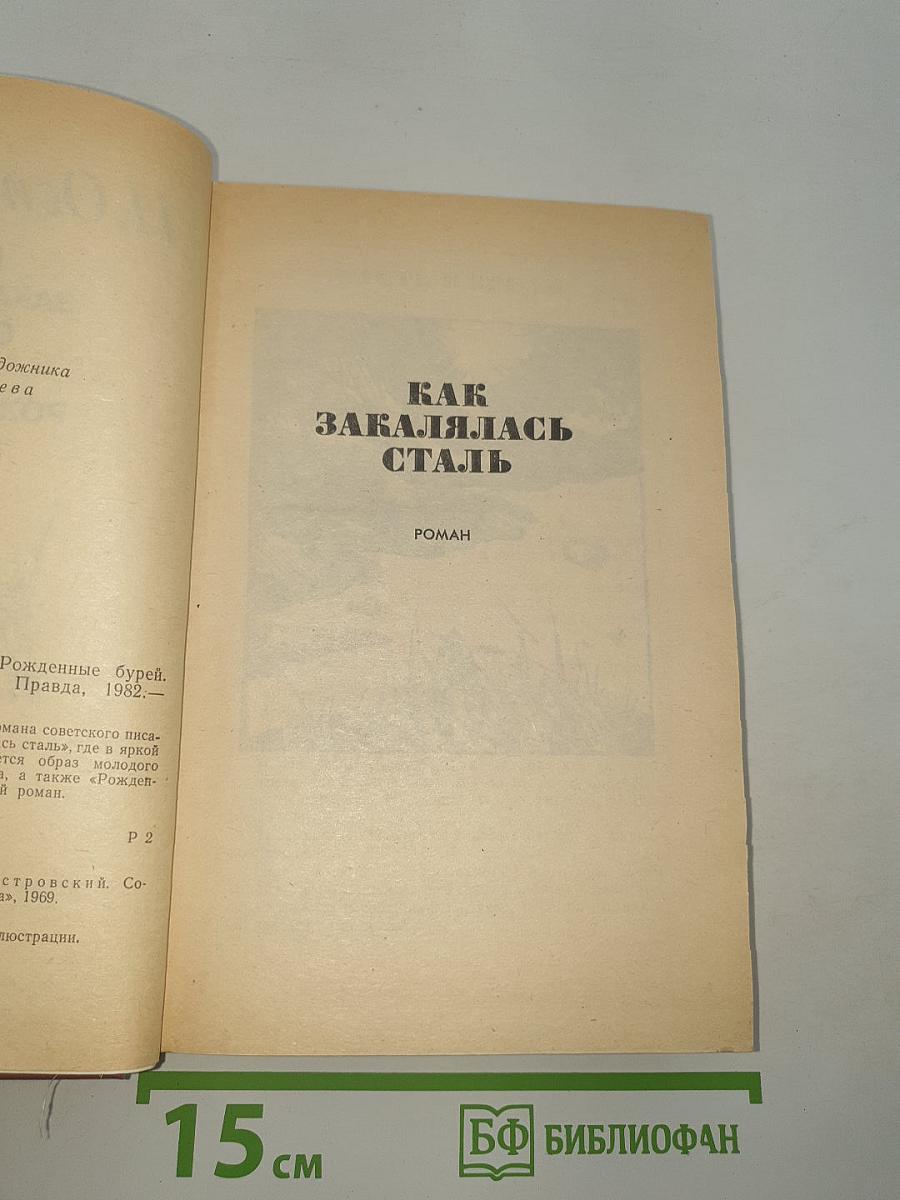 дожника
ева
Рожденные бурей.
Правда, 1982.—
омана советского писа-
сь сталь», где в яркой
ется образ молодого
а, а также «Рожден-
й роман.
Р 2
стровский. Со-
а», 1969.
люстрации.
КАК
ЗАКАЛЯЛАСЬ
СТАЛЬ
РОМАН
15 см
БФ БИБЛИОФАН